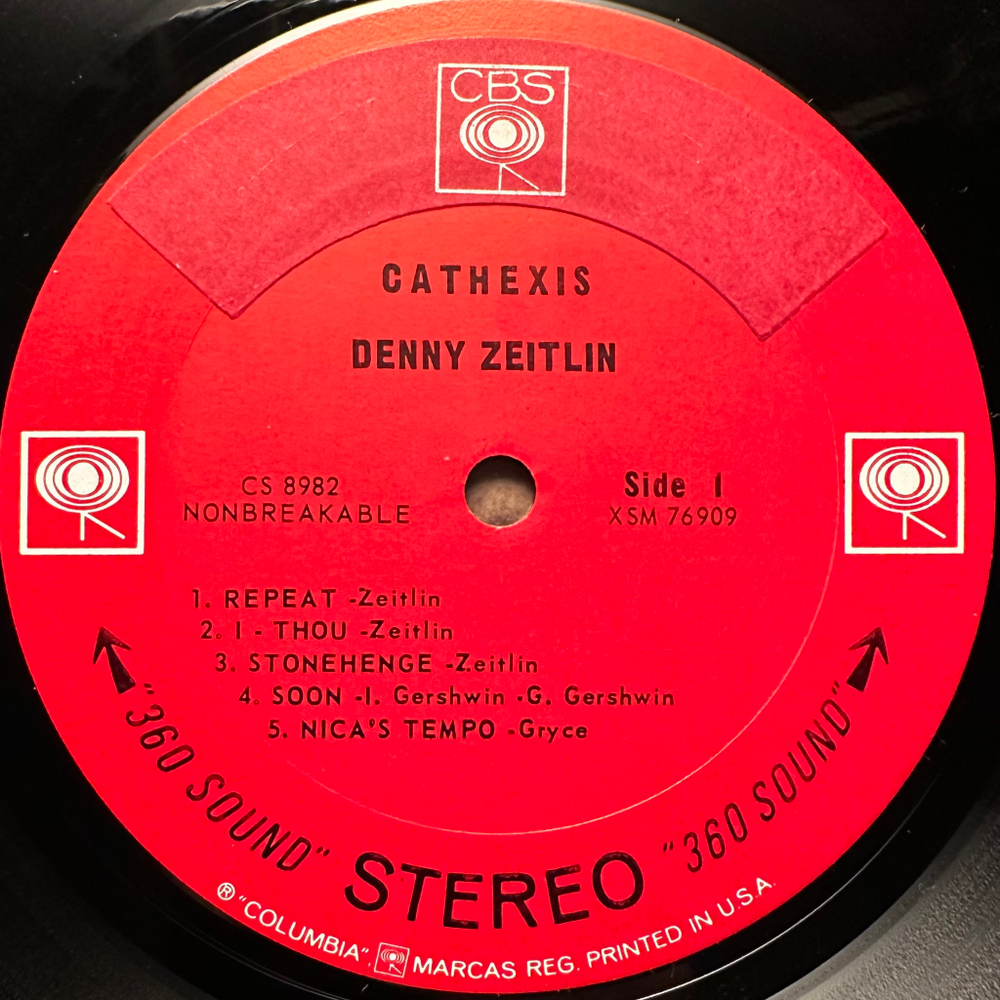 CBS
CATHEXIS
DENNY ZEITLIN
CS 8982
NONBREAKABLE
Side 1
XSM 76909
1. REPEAT -Zeitlin
2. I - THOU -Zeitlin
3. STONEHENGE -Zeitlin
4. SOON -I. Gershwin -G. Gershwin
5. NICA'S TEMPO -Gryce
"360 SOUND" STEREO "360 SOUND"
® "COLUMBIA", MARCAS REG. PRINTED IN U.S.A.